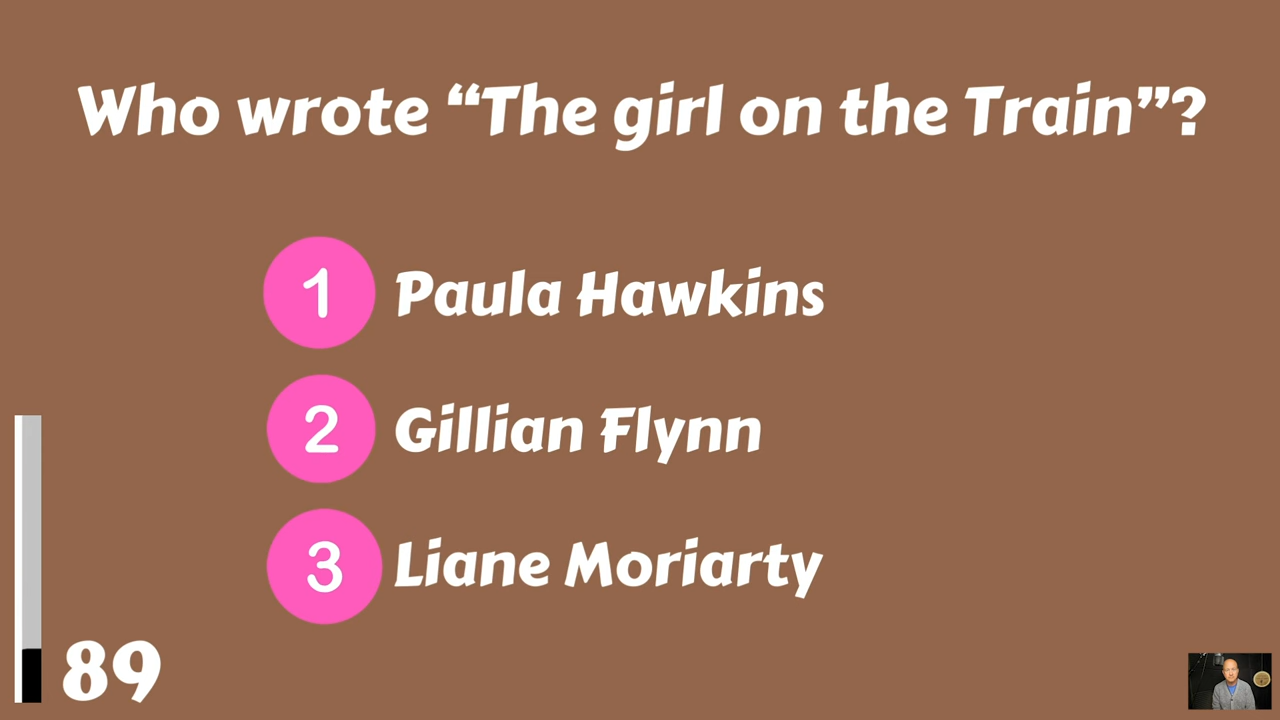 Who wrote “The girl on the Train”?
1 Paula Hawkins
2 Gillian Flynn
3 Liane Moriarty
89